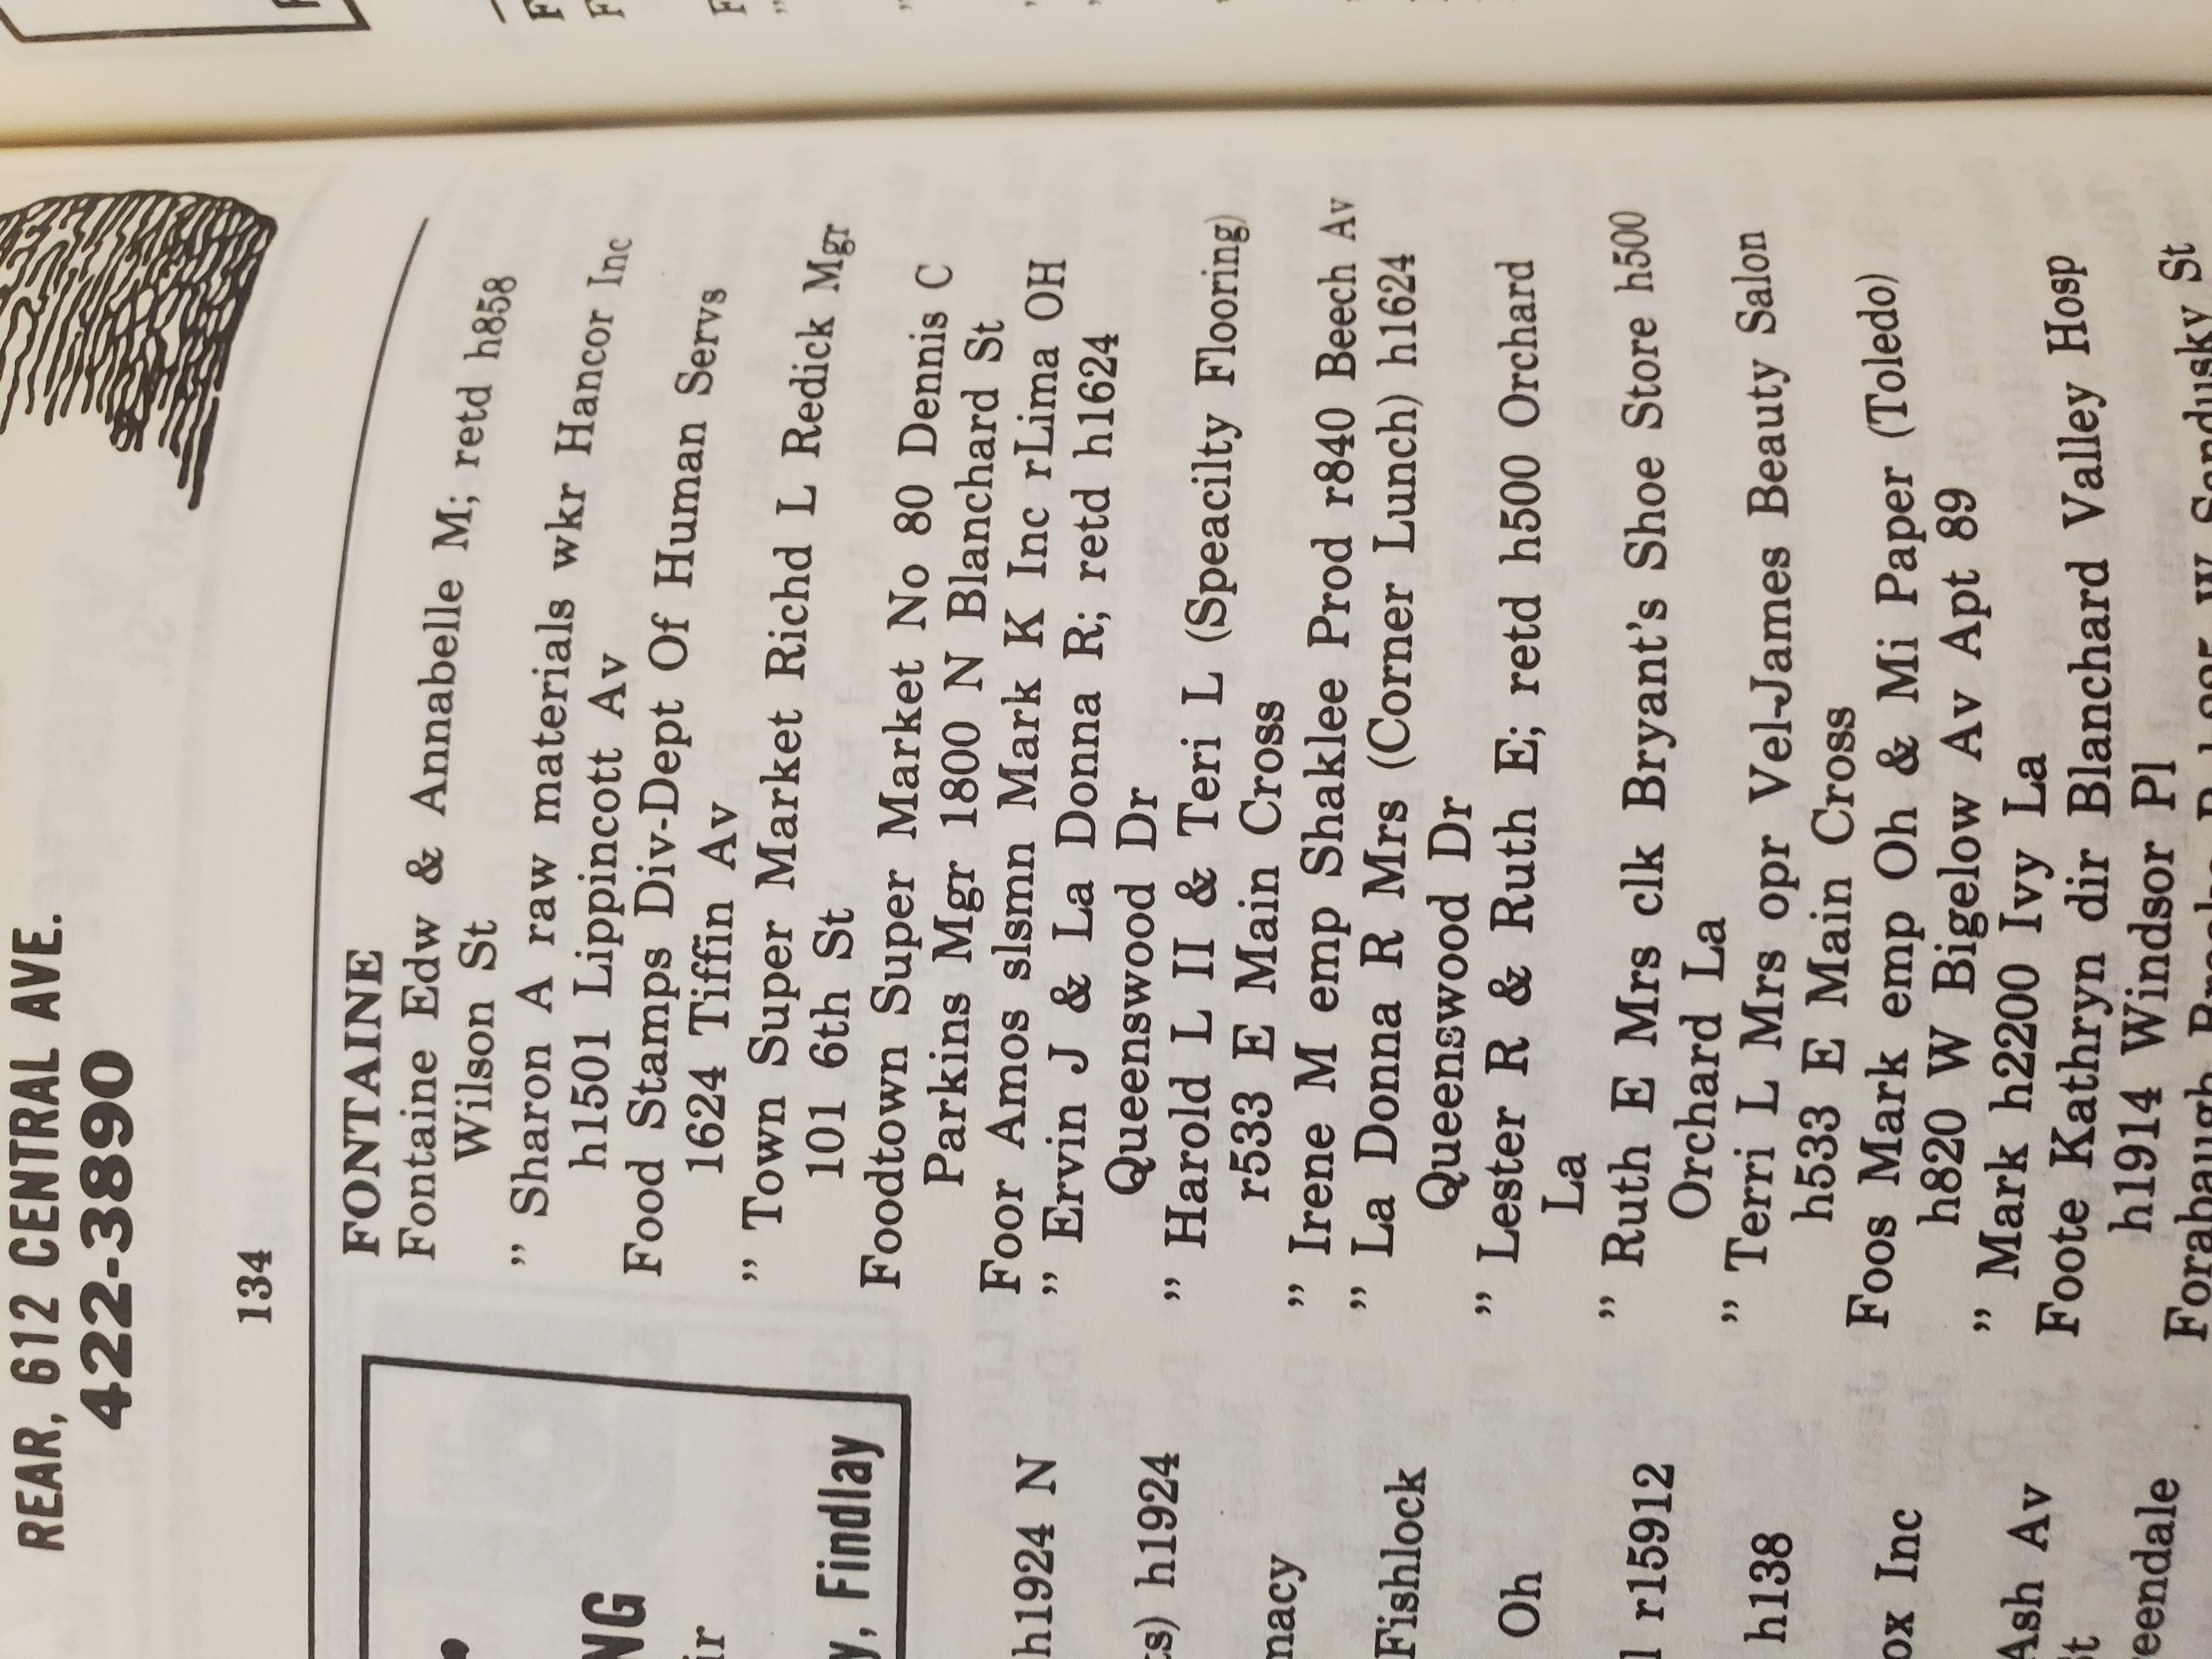 REAR, 612 CENTRAL AVE.
422-3890
134
y, Findlay
h1924 N
h1924
Fishlock
Oh
r15912
h138
Inc
Ash Av
FONTAINE
Fontaine Edw & Annabelle M; retd h858
Wilson St
" Sharon A raw materials wkr Hancor Inc
h1501 Lippincott Av
Food Stamps Div-Dept Of Human Servs
1624 Tiffin Av
" Town Super Market Richd L Redick Mgr
101 6th St
Foodtown Super Market No 80 Dennis C
Parkins Mgr 1800 N Blanchard St
Foor Amos slsmn Mark K Inc rLima OH
" Ervin J & La Donna R; retd h1624
Queenswood Dr
" Harold L II & Teri L (Speacilty Flooring)
r533 E Main Cross
" Irene M emp Shaklee Prod r840 Beech Av
" La Donna R Mrs (Corner Lunch) h1624
Queenswood Dr
" Lester R & Ruth E; retd h500 Orchard
La
" Ruth E Mrs clk Bryant's Shoe Store h500
Orchard La
" Terri L Mrs opr Vel-James Beauty Salon
h533 E Main Cross
Foos Mark emp Oh & Mi Paper (Toledo)
h820 W Bigelow Av Apt 89
" Mark h2200 Ivy La
Foote Kathryn dir Blanchard Valley Hosp
h1914 Windsor Pl
W Sandusky St